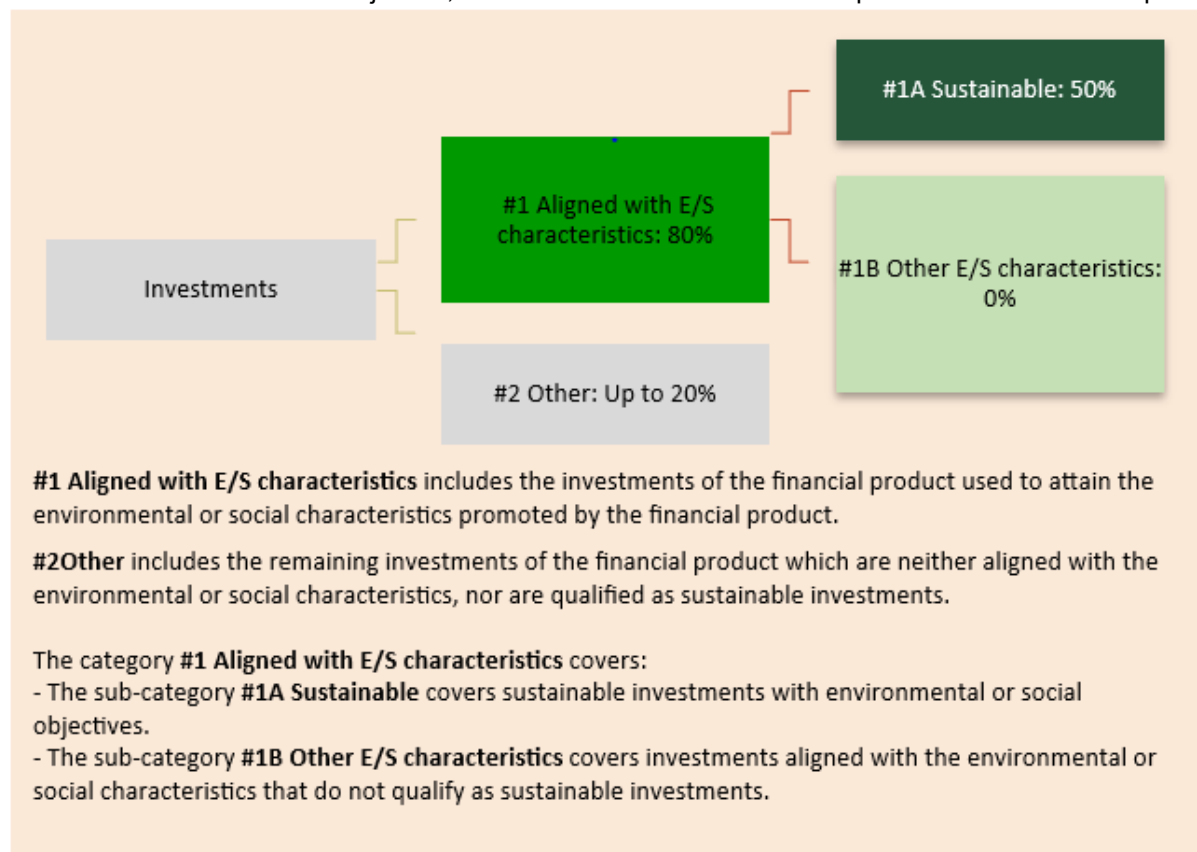 #1A Sustainable: 50%
#1 Aligned with E/S
characteristics: 80%
#1B Other E/S characteristics:
0%
Investments
#2 Other: Up to 20%
#1 Aligned with E/S characteristics includes the investments of the financial product used to attain the
environmental or social characteristics promoted by the financial product.
#2Other includes the remaining investments of the financial product which are neither aligned with the
environmental or social characteristics, nor are qualified as sustainable investments.
The category #1 Aligned with E/S characteristics covers:
- The sub-category #1A Sustainable covers sustainable investments with environmental or social
objectives.
- The sub-category #1B Other E/S characteristics covers investments aligned with the environmental or
social characteristics that do not qualify as sustainable investments.